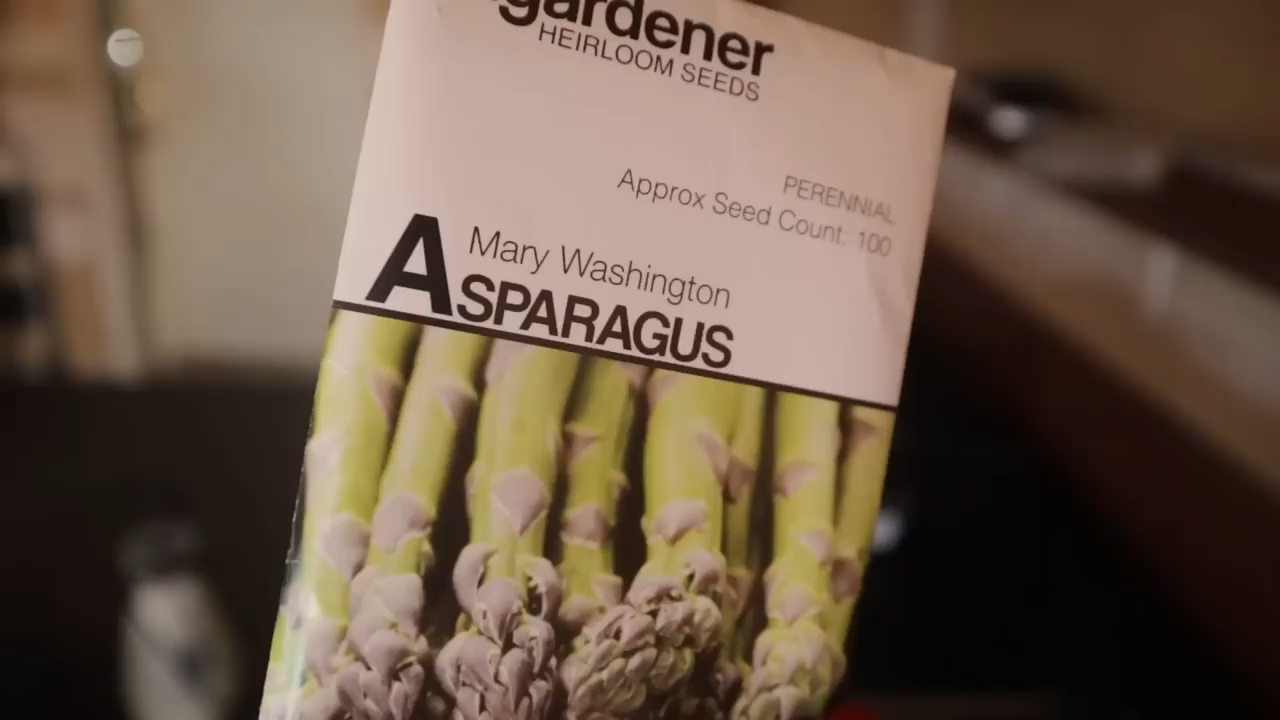 gardener
HEIRLOOM SEEDS
PERENNIAL
Approx Seed Count: 100
Mary Washington
ASPARAGUS